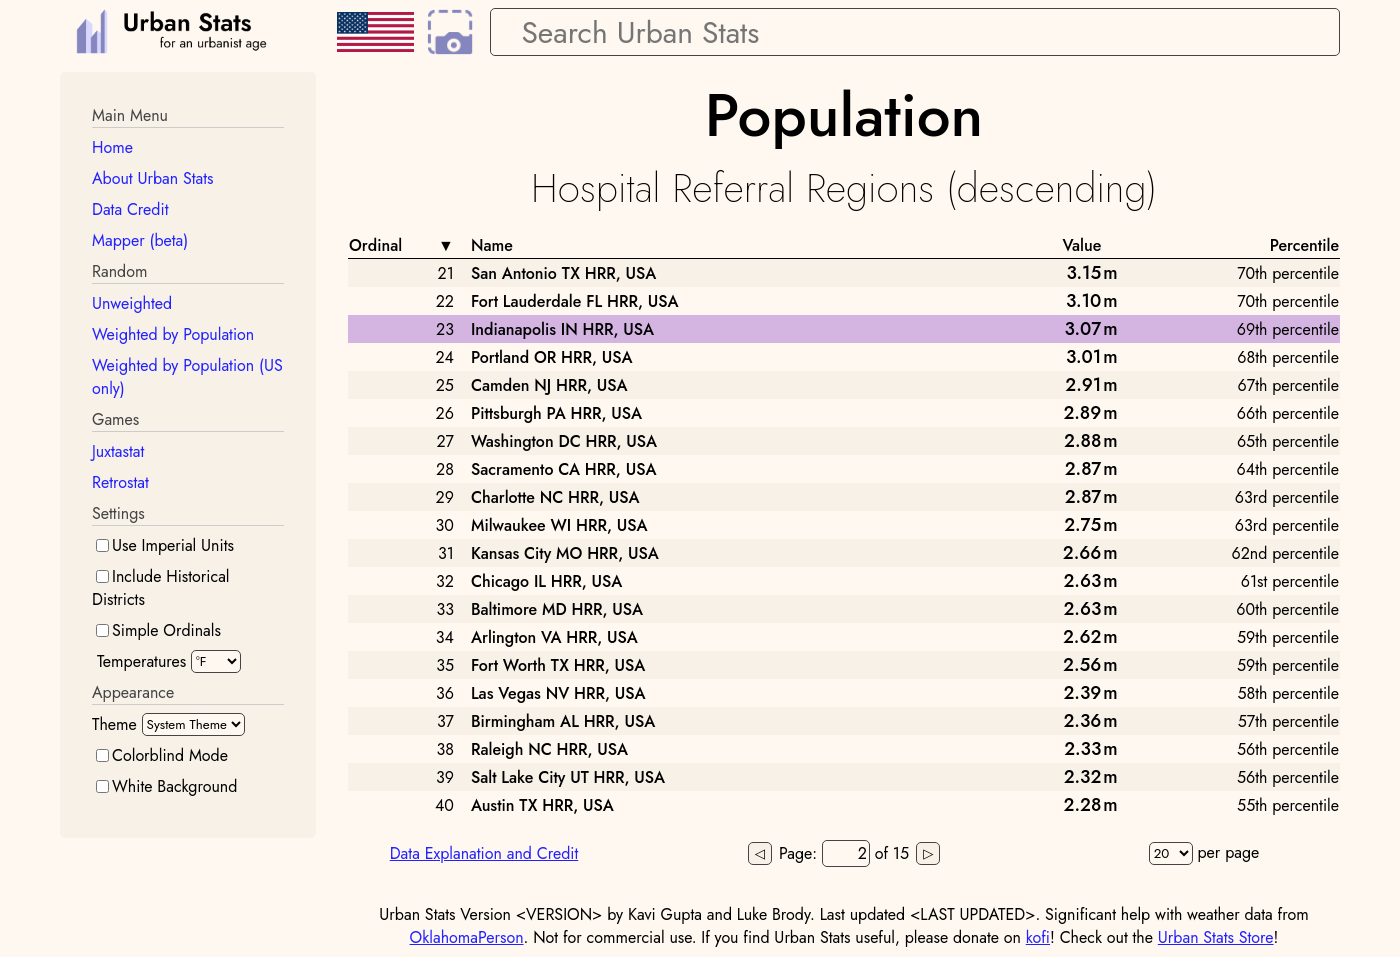 Urban Stats
for an urbanist age
Search Urban Stats
Main Menu
Home
About Urban Stats
Data Credit
Mapper (beta)
Random
Unweighted
Weighted by Population
Weighted by Population (US
only)
Games
Juxtastat
Retrostat
Settings
Use Imperial Units
Include Historical
Districts
Simple Ordinals
Temperatures °F
Appearance
Theme System Theme
Colorblind Mode
White Background
Population
Hospital Referral Regions (descending)
Ordinal ▼ Name Value Percentile
21 San Antonio TX HRR, USA 3.15 m 70th percentile
22 Fort Lauderdale FL HRR, USA 3.10 m 70th percentile
23 Indianapolis IN HRR, USA 3.07 m 69th percentile
24 Portland OR HRR, USA 3.01 m 68th percentile
25 Camden NJ HRR, USA 2.91 m 67th percentile
26 Pittsburgh PA HRR, USA 2.89 m 66th percentile
27 Washington DC HRR, USA 2.88 m 65th percentile
28 Sacramento CA HRR, USA 2.87 m 64th percentile
29 Charlotte NC HRR, USA 2.87 m 63rd percentile
30 Milwaukee WI HRR, USA 2.75 m 63rd percentile
31 Kansas City MO HRR, USA 2.66 m 62nd percentile
32 Chicago IL HRR, USA 2.63 m 61st percentile
33 Baltimore MD HRR, USA 2.63 m 60th percentile
34 Arlington VA HRR, USA 2.62 m 59th percentile
35 Fort Worth TX HRR, USA 2.56 m 59th percentile
36 Las Vegas NV HRR, USA 2.39 m 58th percentile
37 Birmingham AL HRR, USA 2.36 m 57th percentile
38 Raleigh NC HRR, USA 2.33 m 56th percentile
39 Salt Lake City UT HRR, USA 2.32 m 56th percentile
40 Austin TX HRR, USA 2.28 m 55th percentile
Data Explanation and Credit ◁ Page: 2 of 15 ▷ 20 per page
Urban Stats Version <VERSION> by Kavi Gupta and Luke Brody. Last updated <LAST UPDATED>. Significant help with weather data from
OklahomaPerson. Not for commercial use. If you find Urban Stats useful, please donate on kofi! Check out the Urban Stats Store!